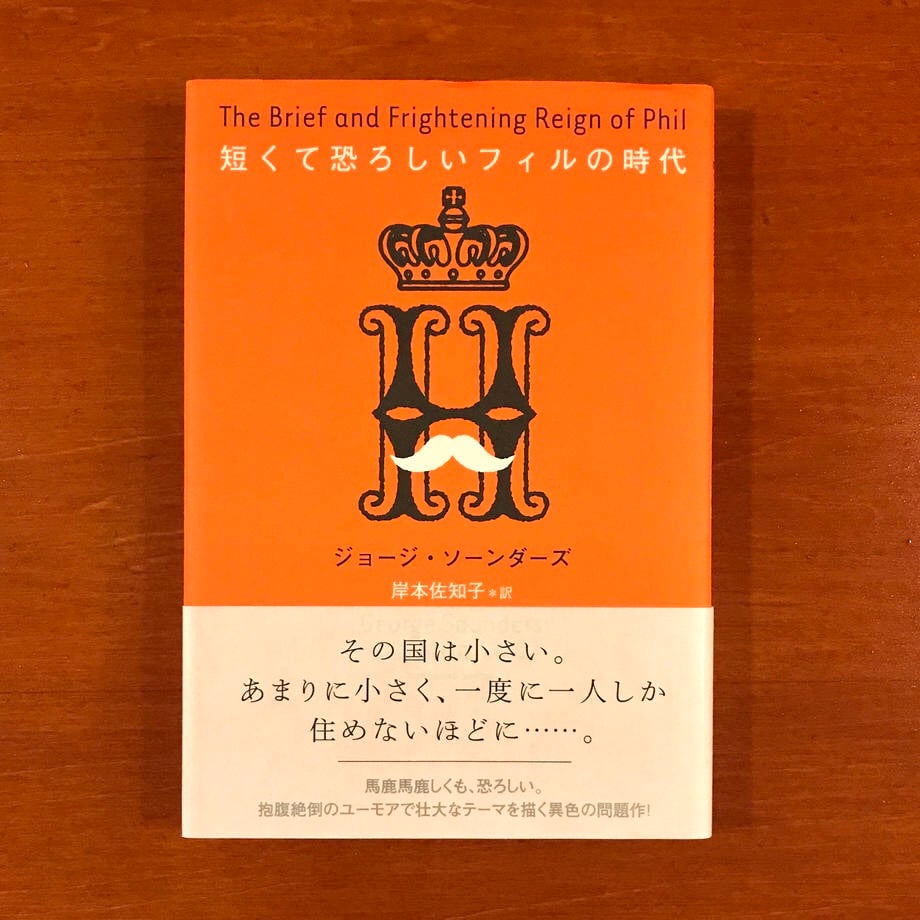 The Brief and Frightening Reign of Phil
短くて恐ろしいフィルの時代
H
ジョージ・ソーンダーズ
岸本佐知子*訳
George Saunders
その国は小さい。
あまりに小さく、一度に一人しか
住めないほどに……。
馬鹿馬鹿しくも、恐ろしい。
抱腹絶倒のユーモアで壮大なテーマを描く異色の問題作!